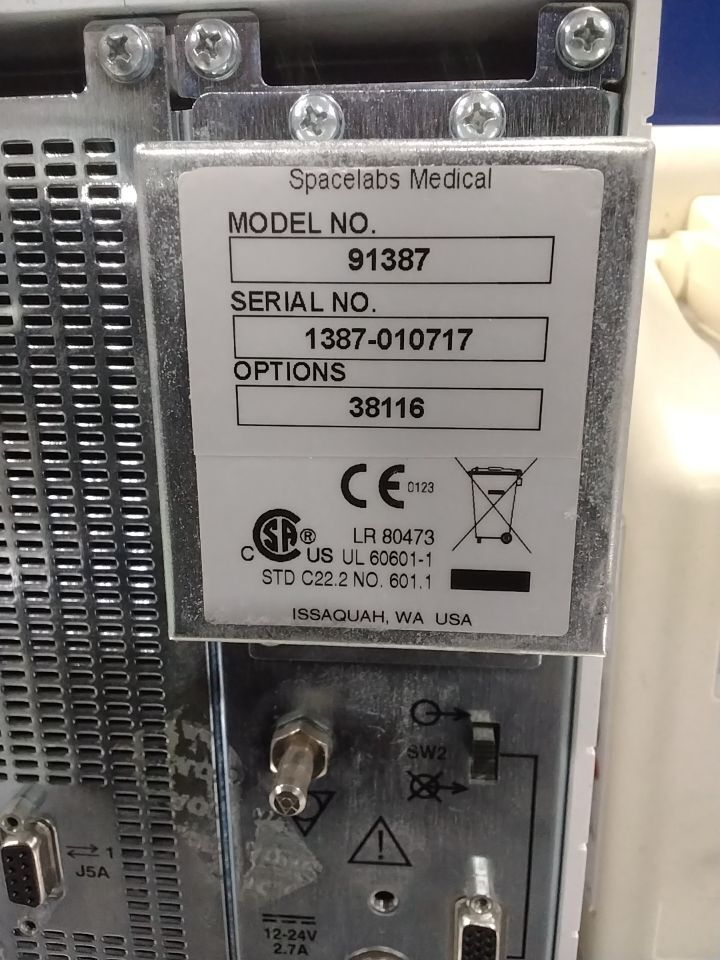 Spacelabs Medical
MODEL NO.
91387
SERIAL NO.
1387-010717
OPTIONS
38116
CE 0123
CSA ®
C US
LR 80473
UL 60601-1
STD C22.2 NO. 601.1
ISSAQUAH, WA USA
SW2
1
J5A
12-24V
2.7A